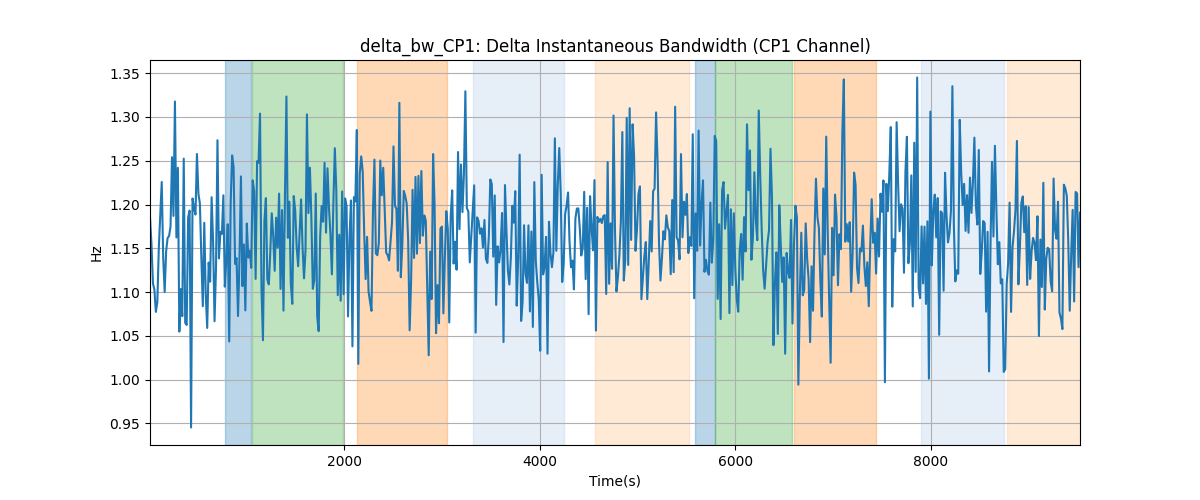 delta_bw_CP1: Delta Instantaneous Bandwidth (CP1 Channel)
1.35
1.30
1.25
1.20
1.15
1.10
1.05
1.00
0.95
Hz
2000 4000 6000 8000
Time(s)